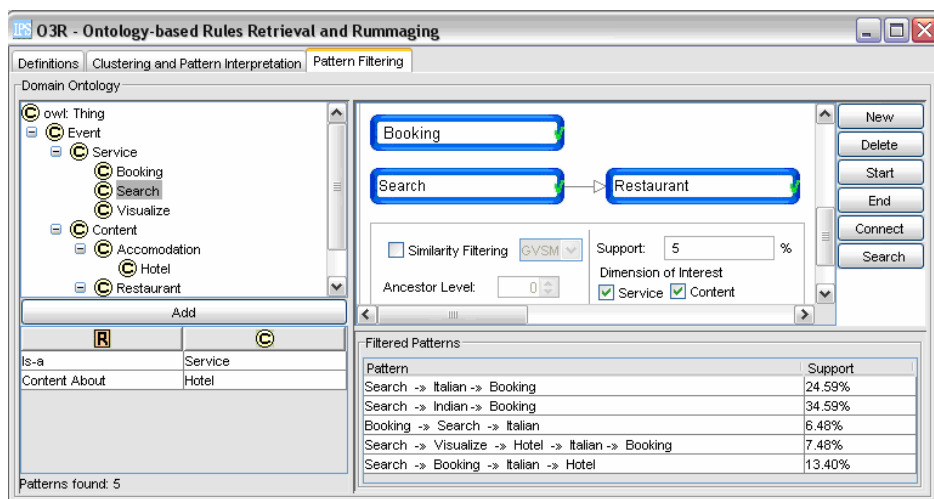 IPS O3R - Ontology-based Rules Retrieval and Rummaging
Definitions Clustering and Pattern Interpretation Pattern Filtering
Domain Ontology
owl: Thing
Event
Service
Booking
Search
Visualize
Content
Accomodation
Hotel
Restaurant
Add
R C
Is-a Service
Content About Hotel
Patterns found: 5
Booking
Search Restaurant
Similarity Filtering GVSM
Ancestor Level: 0
Support: 5 %
Dimension of Interest
Service Content
New
Delete
Start
End
Connect
Search
Filtered Patterns
Pattern Support
Search -» Italian -» Booking 24.59%
Search -» Indian -» Booking 34.59%
Booking -» Search -» Italian 6.48%
Search -» Visualize -» Hotel -» Italian -» Booking 7.48%
Search -» Booking -» Italian -» Hotel 13.40%